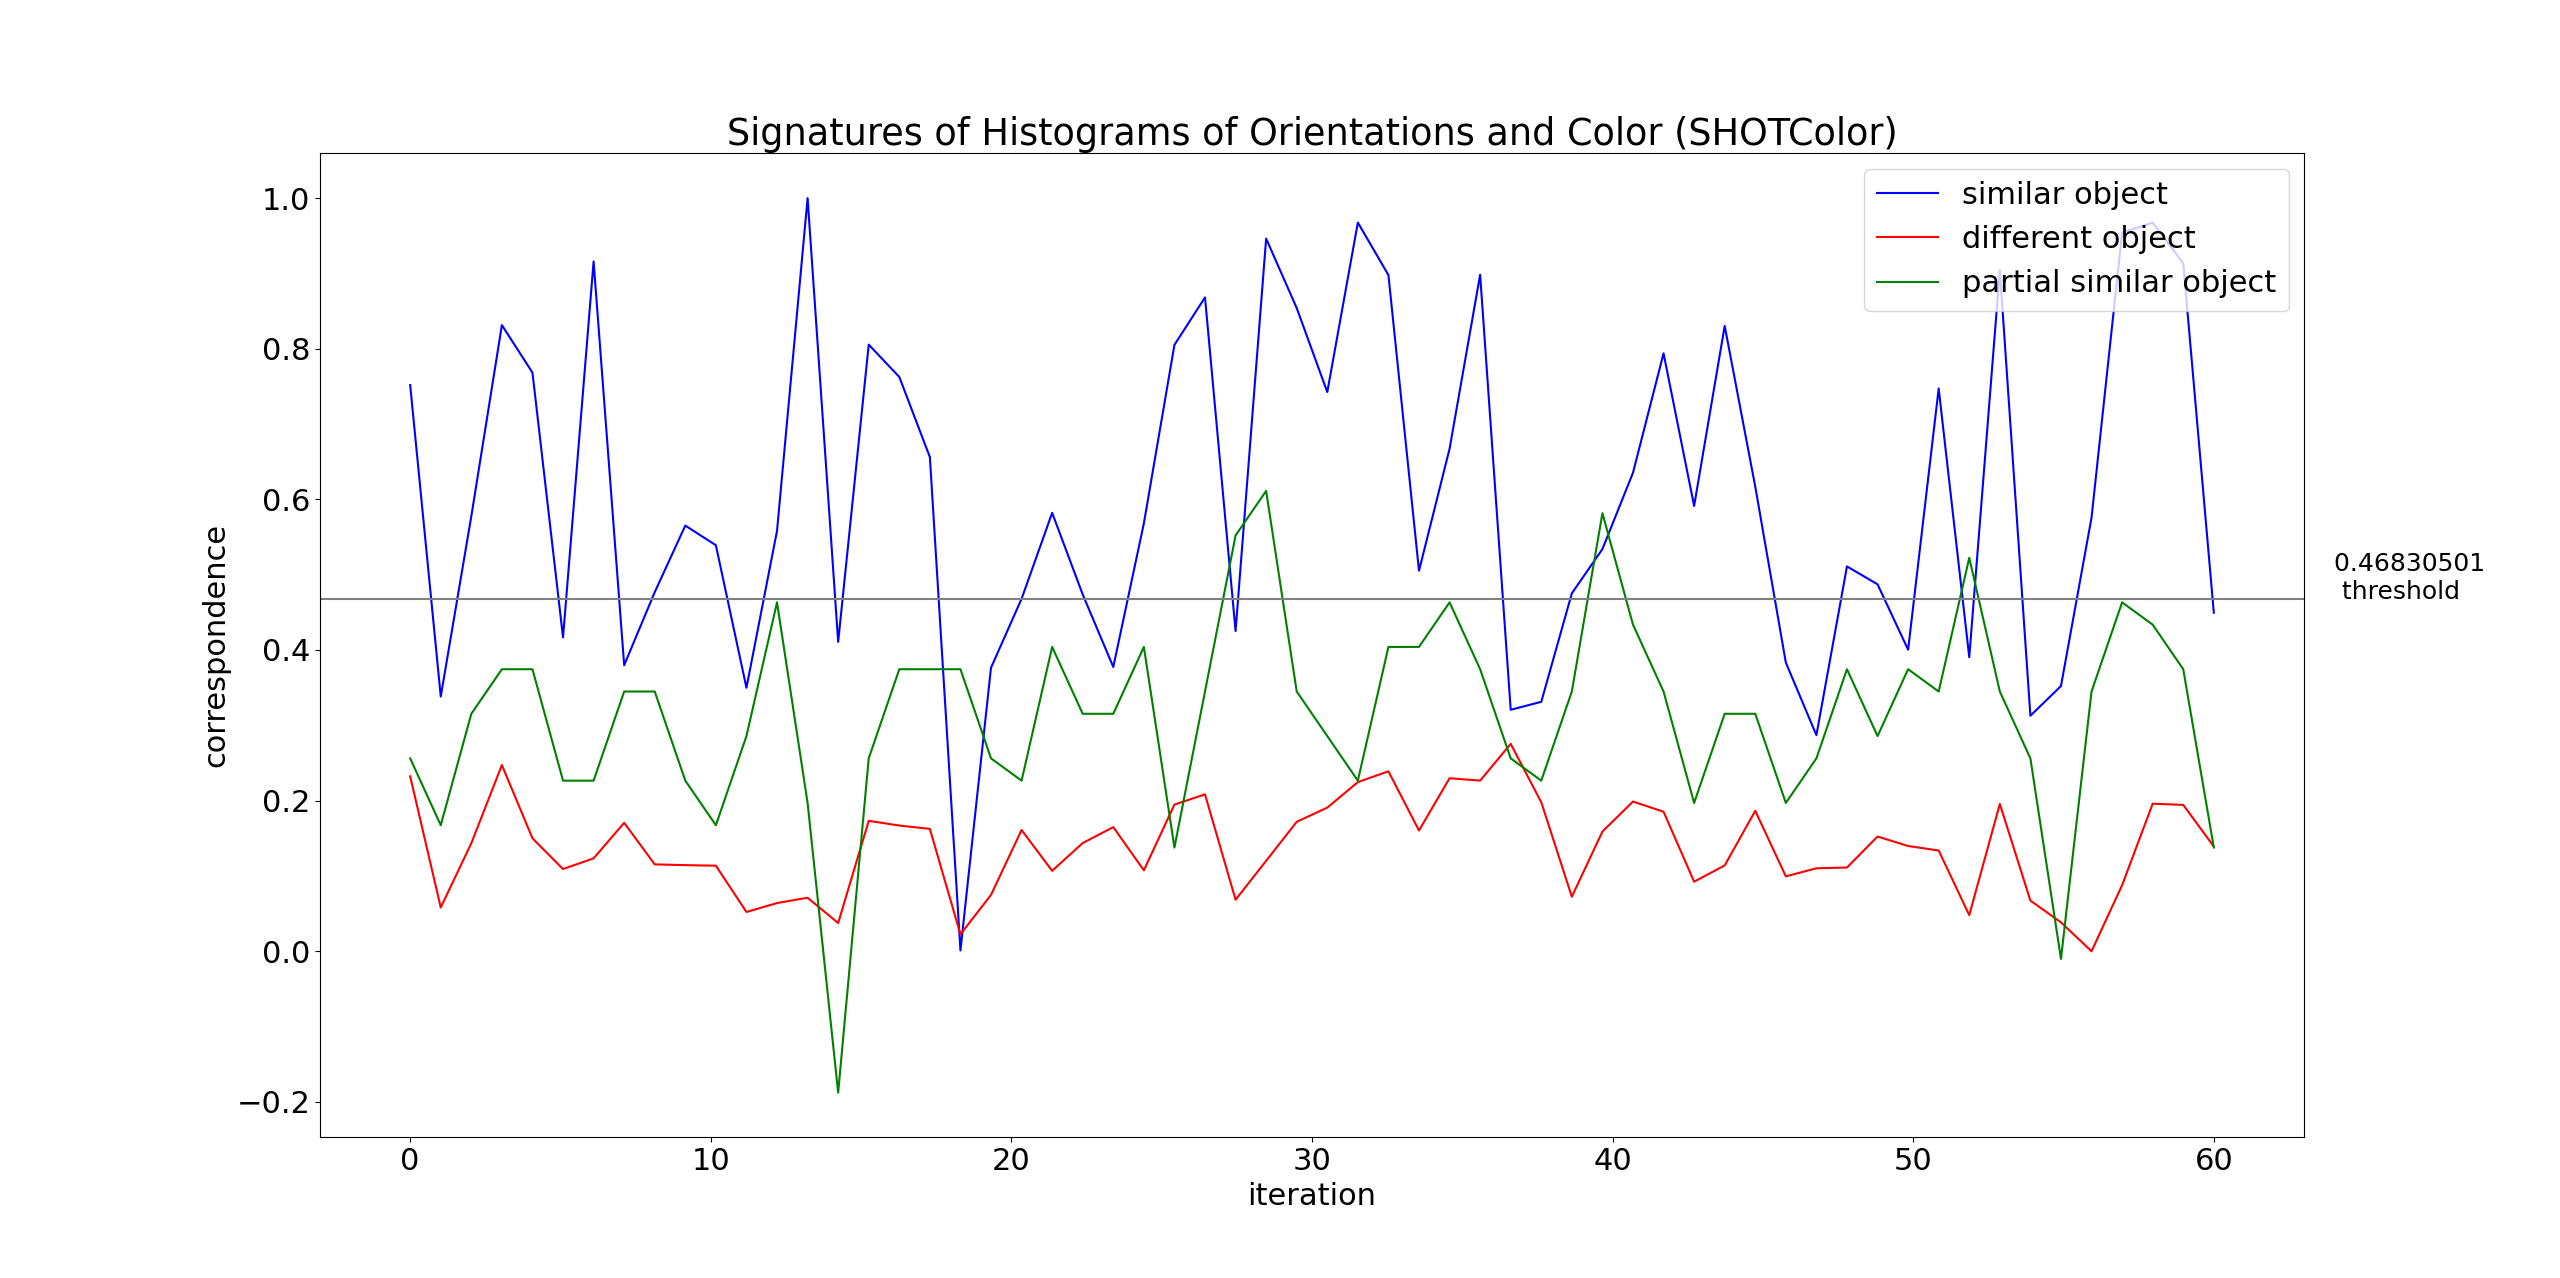 Signatures of Histograms of Orientations and Color (SHOTColor)
similar object
different object
partial similar object
1.0
0.8
0.6
0.4
0.2
0.0
−0.2
correspondence
0.46830501
threshold
0 10 20 30 40 50 60
iteration